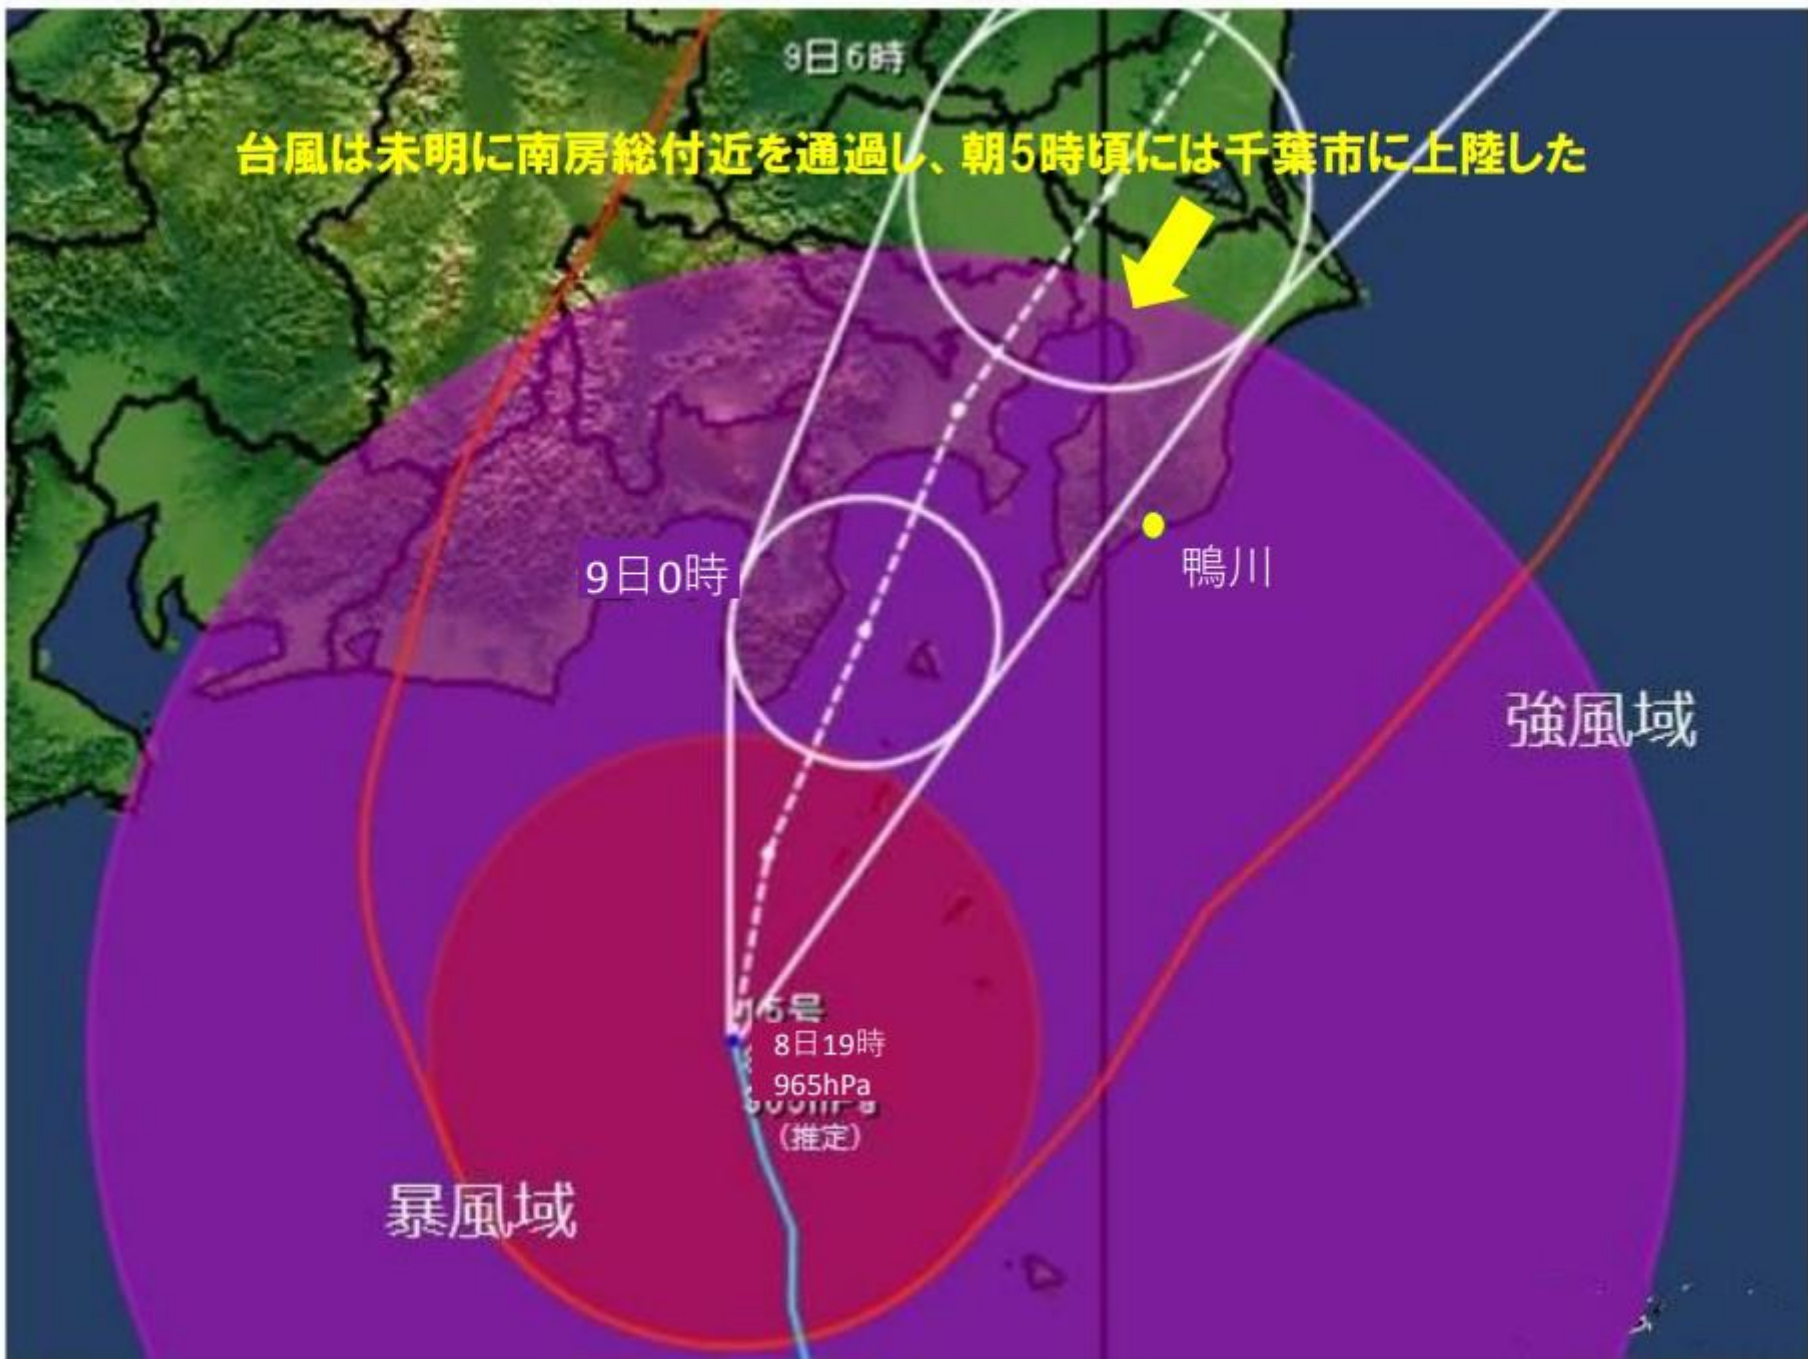 9日6時
台風は未明に南房総付近を通過し、朝5時頃には千葉市に上陸した
9日0時
鴨川
強風域
15号
8日19時
965hPa
(推定)
暴風域